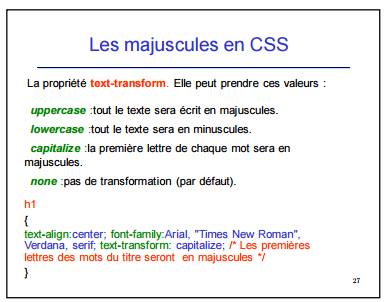 Les majuscules en CSS
La propriété text-transform. Elle peut prendre ces valeurs :
uppercase :tout le texte sera écrit en majuscules.
lowercase :tout le texte sera en minuscules.
capitalize :la première lettre de chaque mot sera en
majuscules.
none :pas de transformation (par défaut).
h1
{
text-align:center; font-family:Arial, "Times New Roman",
Verdana, serif; text-transform: capitalize; /* Les premières
lettres des mots du titre seront en majuscules */
}
27